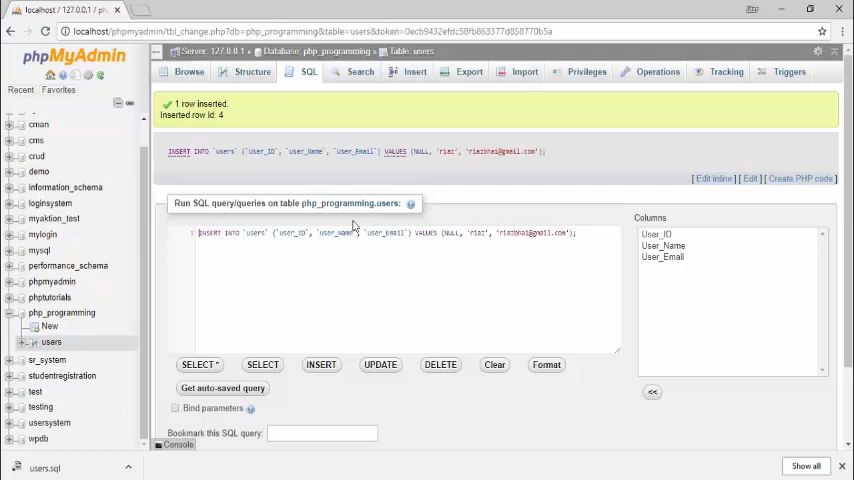 localhost / 127.0.0.1 / ph
localhost/phpmyadmin/tbl_change.php?db=php_programming&table=users&token=0ecb9432efdc58fb863377d858770b5a
phpMyAdmin
Recent Favorites
cman
cms
crud
demo
information_schema
loginsystem
myaktion_test
mylogin
mysql
performance_schema
phpmyadmin
phptutorials
php_programming
New
users
sr_system
studentregistration
test
testing
usersystem
wpdb
Server: 127.0.0.1 » Database: php_programming » Table: users
Browse Structure SQL Search Insert Export Import Privileges Operations Tracking Triggers
1 row inserted.
Inserted row id: 4
INSERT INTO `users` (`User_ID`, `User_Name`, `User_Email`) VALUES (NULL, 'riaz', 'riazbhai@gmail.com');
[ Edit inline ] [ Edit ] [ Create PHP code ]
Run SQL query/queries on table php_programming.users:
1 INSERT INTO `users` (`User_ID`, `User_Name`, `User_Email`) VALUES (NULL, 'riaz', 'riazbhai@gmail.com');
Columns
User_ID
User_Name
User_Email
SELECT * SELECT INSERT UPDATE DELETE Clear Format
<<
Get auto-saved query
Bind parameters
Bookmark this SQL query:
Console
users.sql
Show all